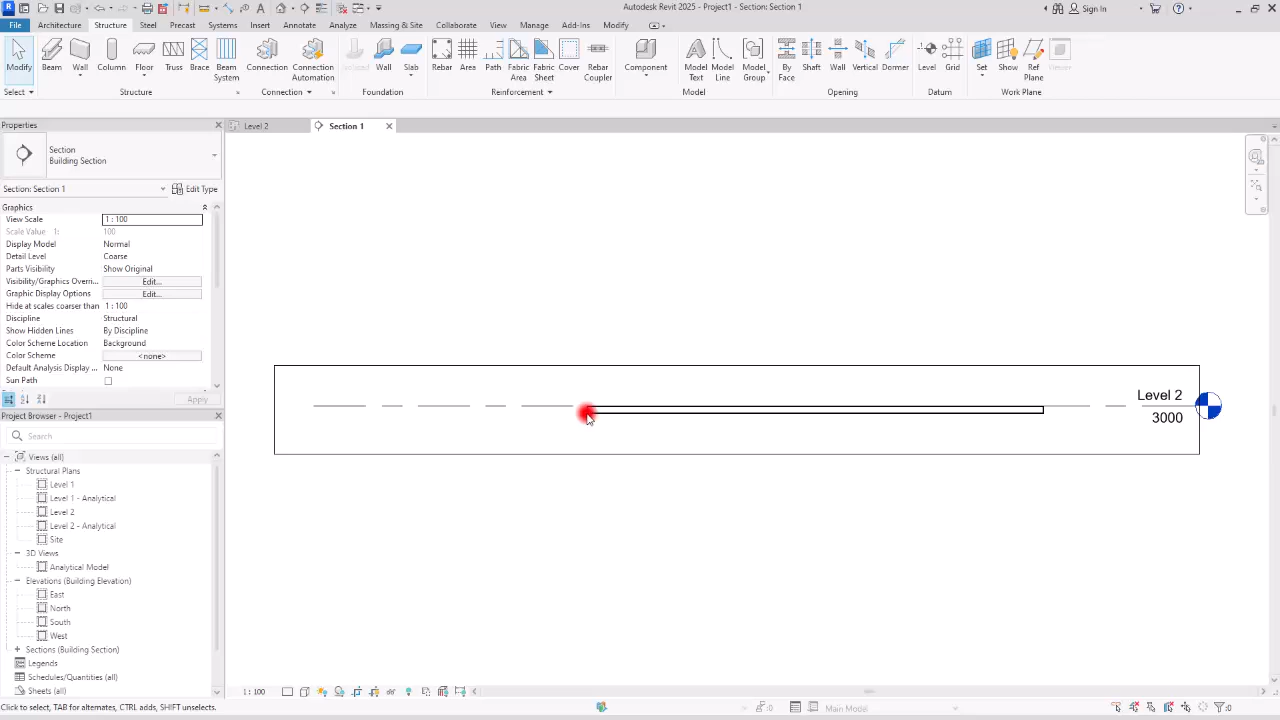 Autodesk Revit 2025 - Project1 - Section: Section 1
Sign In
File Architecture Structure Steel Precast Systems Insert Annotate Analyze Massing & Site Collaborate View Manage Add-Ins Modify
Modify Beam Wall Column Floor Truss Brace Beam System Connection Connection Automation Isolated Wall Slab Rebar Area Path Fabric Area Fabric Sheet Cover Rebar Coupler Component Model Text Model Line Model Group By Face Shaft Wall Vertical Dormer Level Grid Set Show Ref Plane Viewer
Select Structure Connection Foundation Reinforcement Model Opening Datum Work Plane
Properties
Level 2
Section 1
Section
Building Section
Section: Section 1
Edit Type
Graphics
View Scale 1 : 100
Scale Value 1: 100
Display Model Normal
Detail Level Coarse
Parts Visibility Show Original
Visibility/Graphics Overri... Edit...
Graphic Display Options Edit...
Hide at scales coarser than 1 : 100
Discipline Structural
Show Hidden Lines By Discipline
Color Scheme Location Background
Color Scheme <none>
Default Analysis Display ... None
Sun Path
Apply
Level 2
3000
Project Browser - Project1
Search
Views (all)
Structural Plans
Level 1
Level 1 - Analytical
Level 2
Level 2 - Analytical
Site
3D Views
Analytical Model
Elevations (Building Elevation)
East
North
South
West
Sections (Building Section)
Legends
Schedules/Quantities (all)
Sheets (all)
1 : 100
Click to select, TAB for alternates, CTRL adds, SHIFT unselects.
:0
Main Model
:0